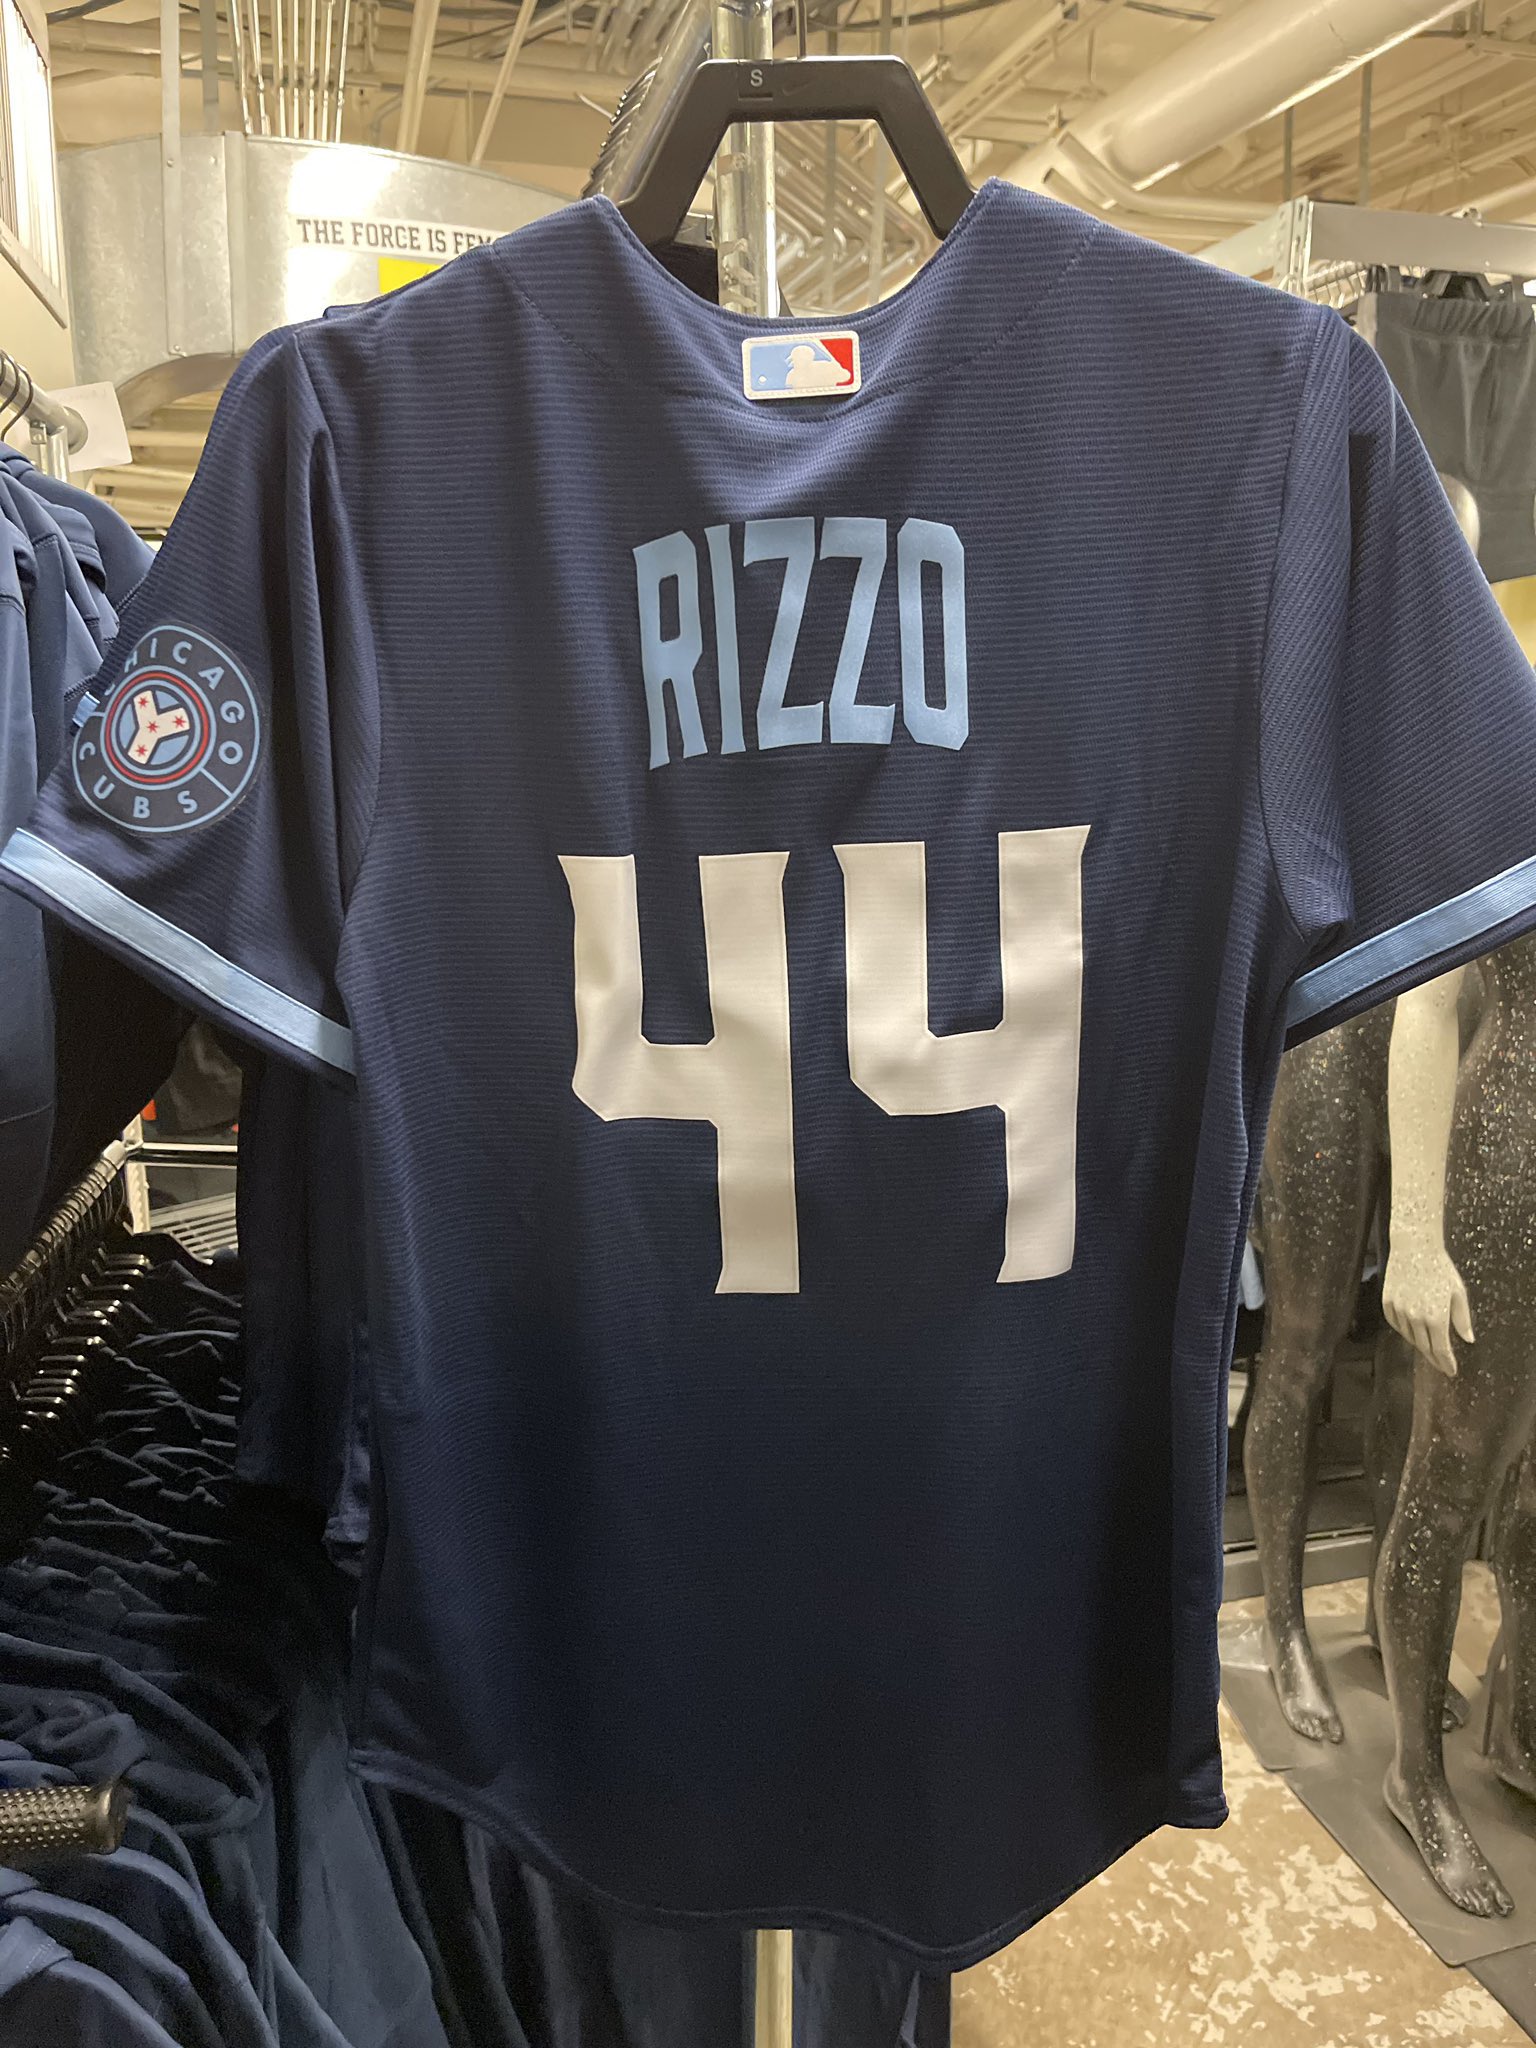 S
THE FORCE IS
RIZZO
44
CHICAGO
CUBS